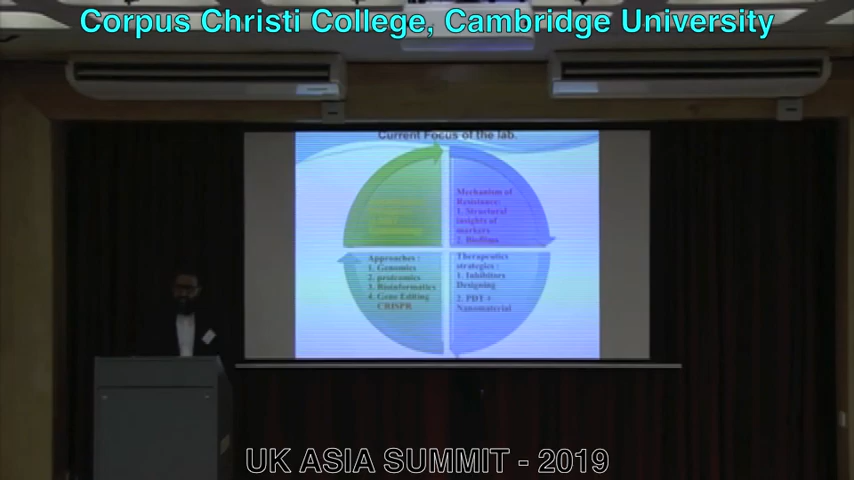 Corpus Christi College, Cambridge University
Current Focus of the lab
Mechanism of
Resistance:
1. Structural
insights of
markers
2. Biofilms
Approaches :
1. Genomics
2. proteomics
3. Bioinformatics
4. Gene Editing
CRISPR
Therapeutics
strategies :
1. Inhibitors
Designing
2. PDT +
Nanomaterial
UK ASIA SUMMIT - 2019